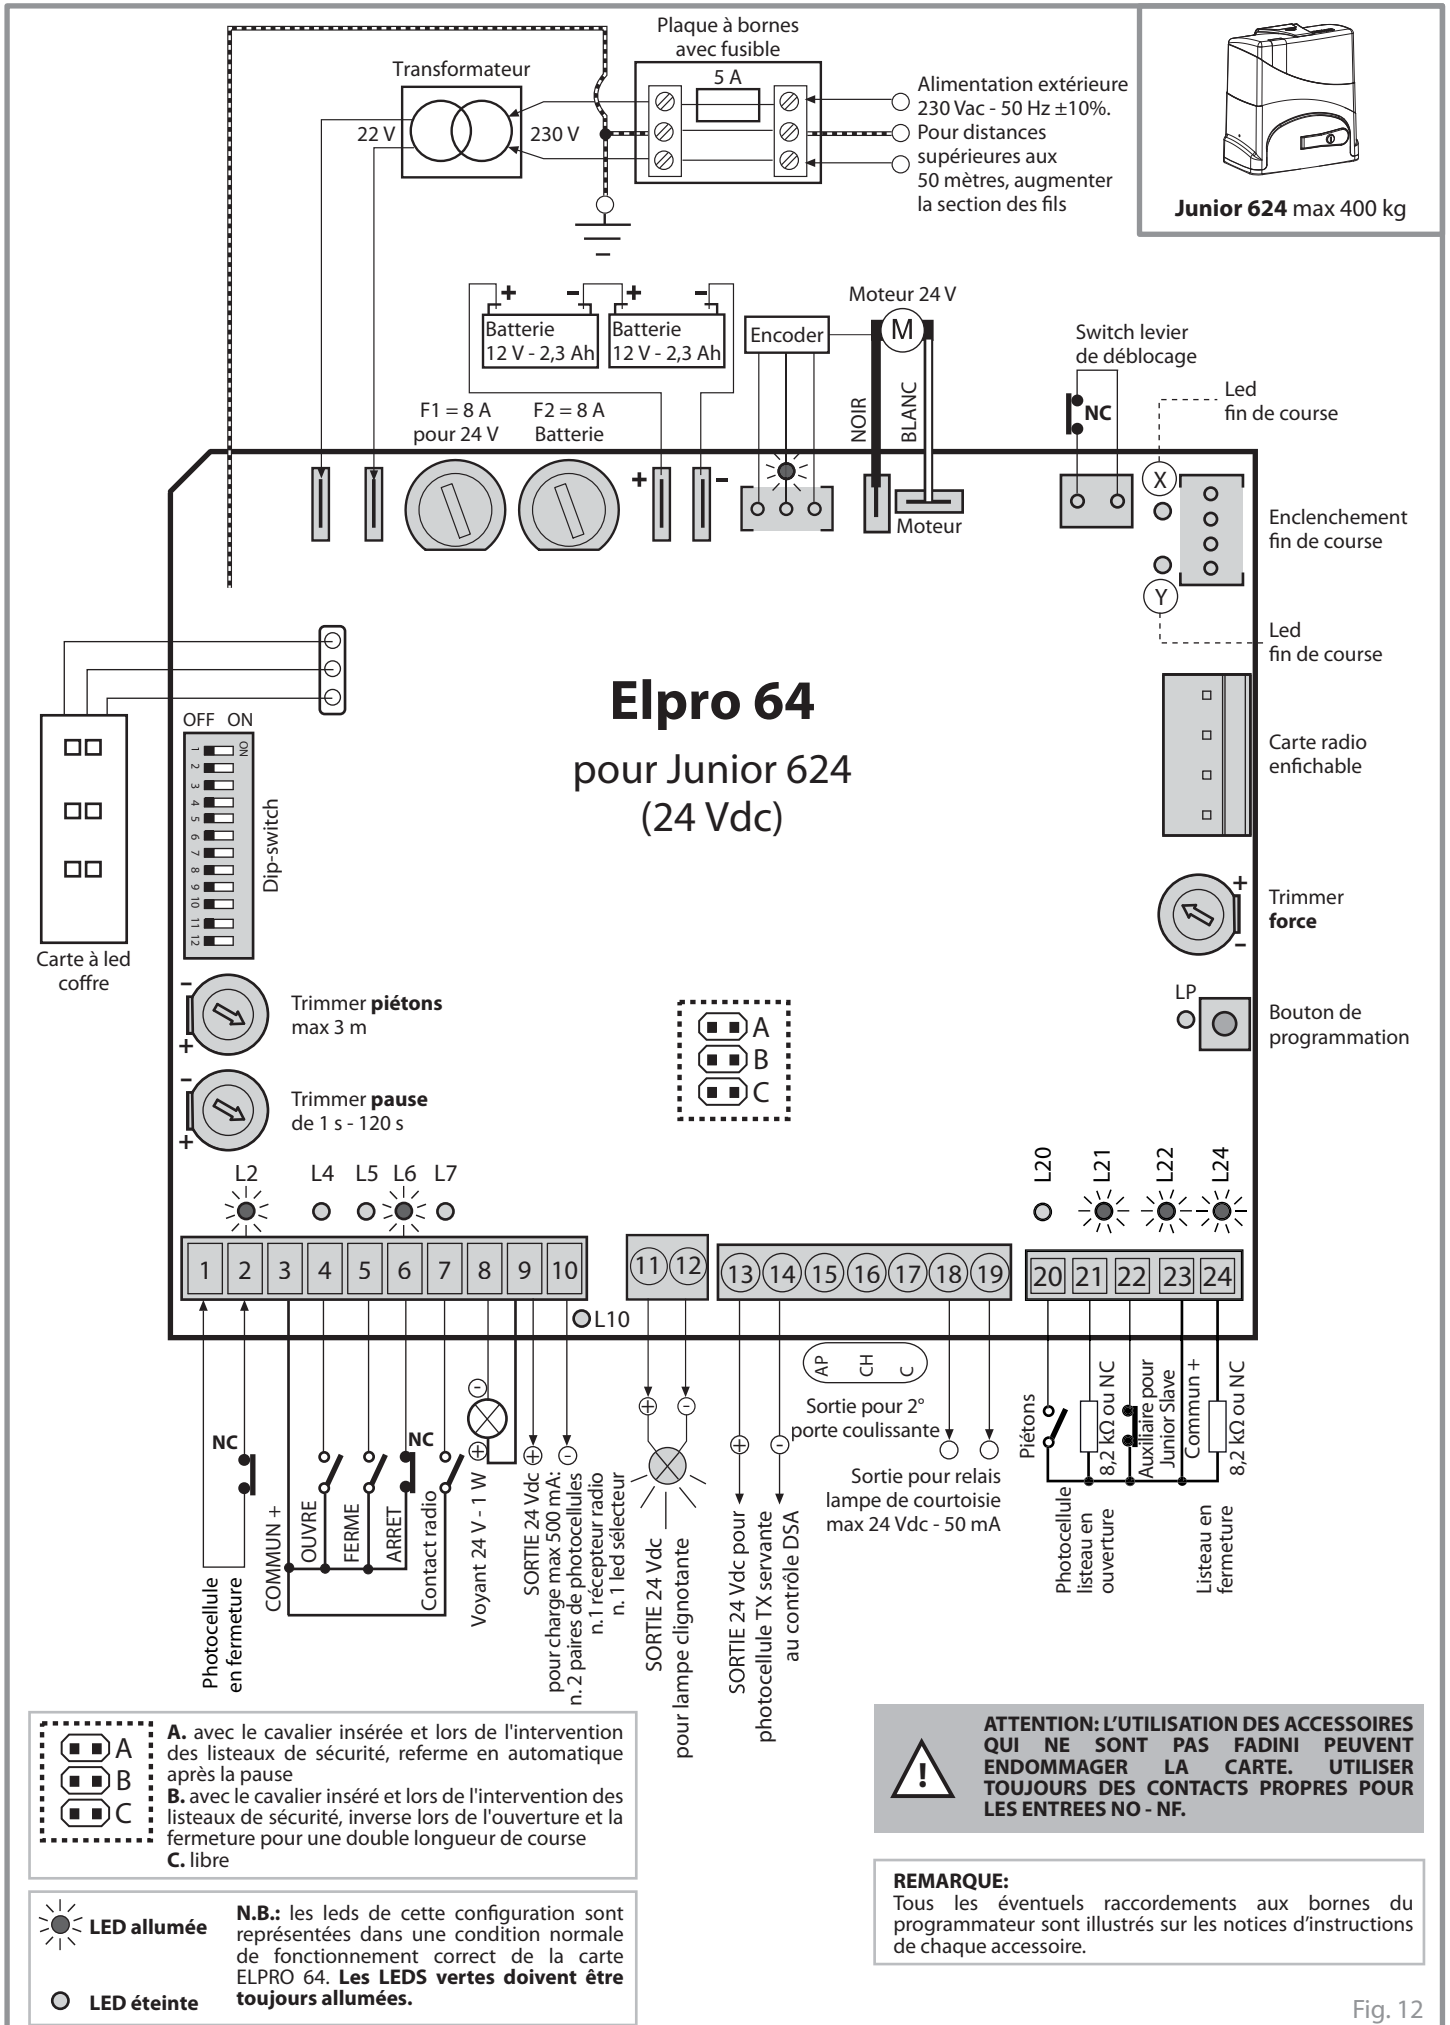 Plaque à bornes
avec fusible
5 A
Transformateur
22 V
230 V
Alimentation extérieure
230 Vac - 50 Hz ±10%.
Pour distances
supérieures aux
50 mètres, augmenter
la section des fils
Junior 624 max 400 kg
+ - + -
Batterie
12 V - 2,3 Ah
Batterie
12 V - 2,3 Ah
Encoder
Moteur 24 V
M
NOIR
BLANC
Switch levier
de déblocage
NC
Led
fin de course
F1 = 8 A
pour 24 V
F2 = 8 A
Batterie
+ -
Moteur
X
Enclenchement
fin de course
Y
Led
fin de course
Elpro 64
pour Junior 624
(24 Vdc)
OFF ON
ON
1
2
3
4
5
6
7
8
9
10
11
12
Dip-switch
Carte à led
coffre
Carte radio
enfichable
+
Trimmer
force
-
LP
Bouton de
programmation
-
Trimmer piétons
max 3 m
+
-
Trimmer pause
de 1 s - 120 s
+
A
B
C
L2 L4 L5 L6 L7
L20 L21 L22 L24
1 2 3 4 5 6 7 8 9 10
11 12
13 14 15 16 17 18 19
20 21 22 23 24
L10
NC
Photocellule
en fermeture
COMMUN +
OUVRE
FERME
ARRET
NC
Contact radio
- +
Voyant 24 V - 1 W
+ -
SORTIE 24 Vdc
pour charge max 500 mA:
n. 2 paires de photocellules
n.1 récepteur radio
n. 1 led sélecteur
+ -
SORTIE 24 Vdc
pour lampe clignotante
+ -
SORTIE 24 Vdc pour
photocellule TX servante
au contrôle DSA
AP CH C
Sortie pour 2°
porte coulissante
Sortie pour relais
lampe de courtoisie
max 24 Vdc - 50 mA
Piétons
8,2 kΩ ou NC
Auxiliaire pour
Junior Slave
Commun +
8,2 kΩ ou NC
Photocellule
listeau en
ouverture
Listeau en
fermeture
A
B
C
A. avec le cavalier insérée et lors de l'intervention
des listeaux de sécurité, referme en automatique
après la pause
B. avec le cavalier inséré et lors de l'intervention des
listeaux de sécurité, inverse lors de l'ouverture et la
fermeture pour une double longueur de course
C. libre
!
ATTENTION: L'UTILISATION DES ACCESSOIRES
QUI NE SONT PAS FADINI PEUVENT
ENDOMMAGER LA CARTE. UTILISER
TOUJOURS DES CONTACTS PROPRES POUR
LES ENTREES NO - NF.
LED allumée
LED éteinte
N.B.: les leds de cette configuration sont
représentées dans une condition normale
de fonctionnement correct de la carte
ELPRO 64. Les LEDS vertes doivent être
toujours allumées.
REMARQUE:
Tous les éventuels raccordements aux bornes du
programmateur sont illustrés sur les notices d'instructions
de chaque accessoire.
Fig. 12